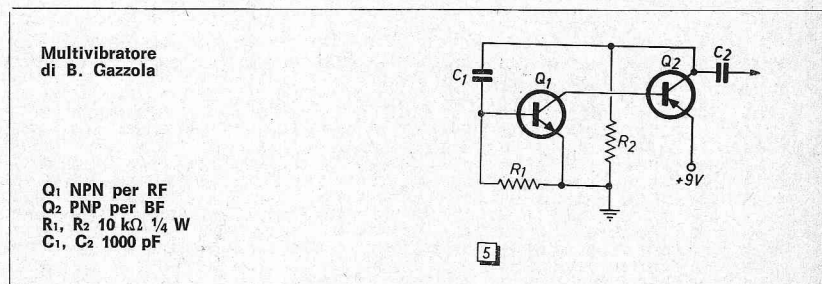 Multivibratore
di B. Gazzola
Q1 NPN per RF
Q2 PNP per BF
R1, R2 10 kΩ ¼ W
C1, C2 1000 pF
C1
Q1
Q2
C2
R1
R2
+9V
5